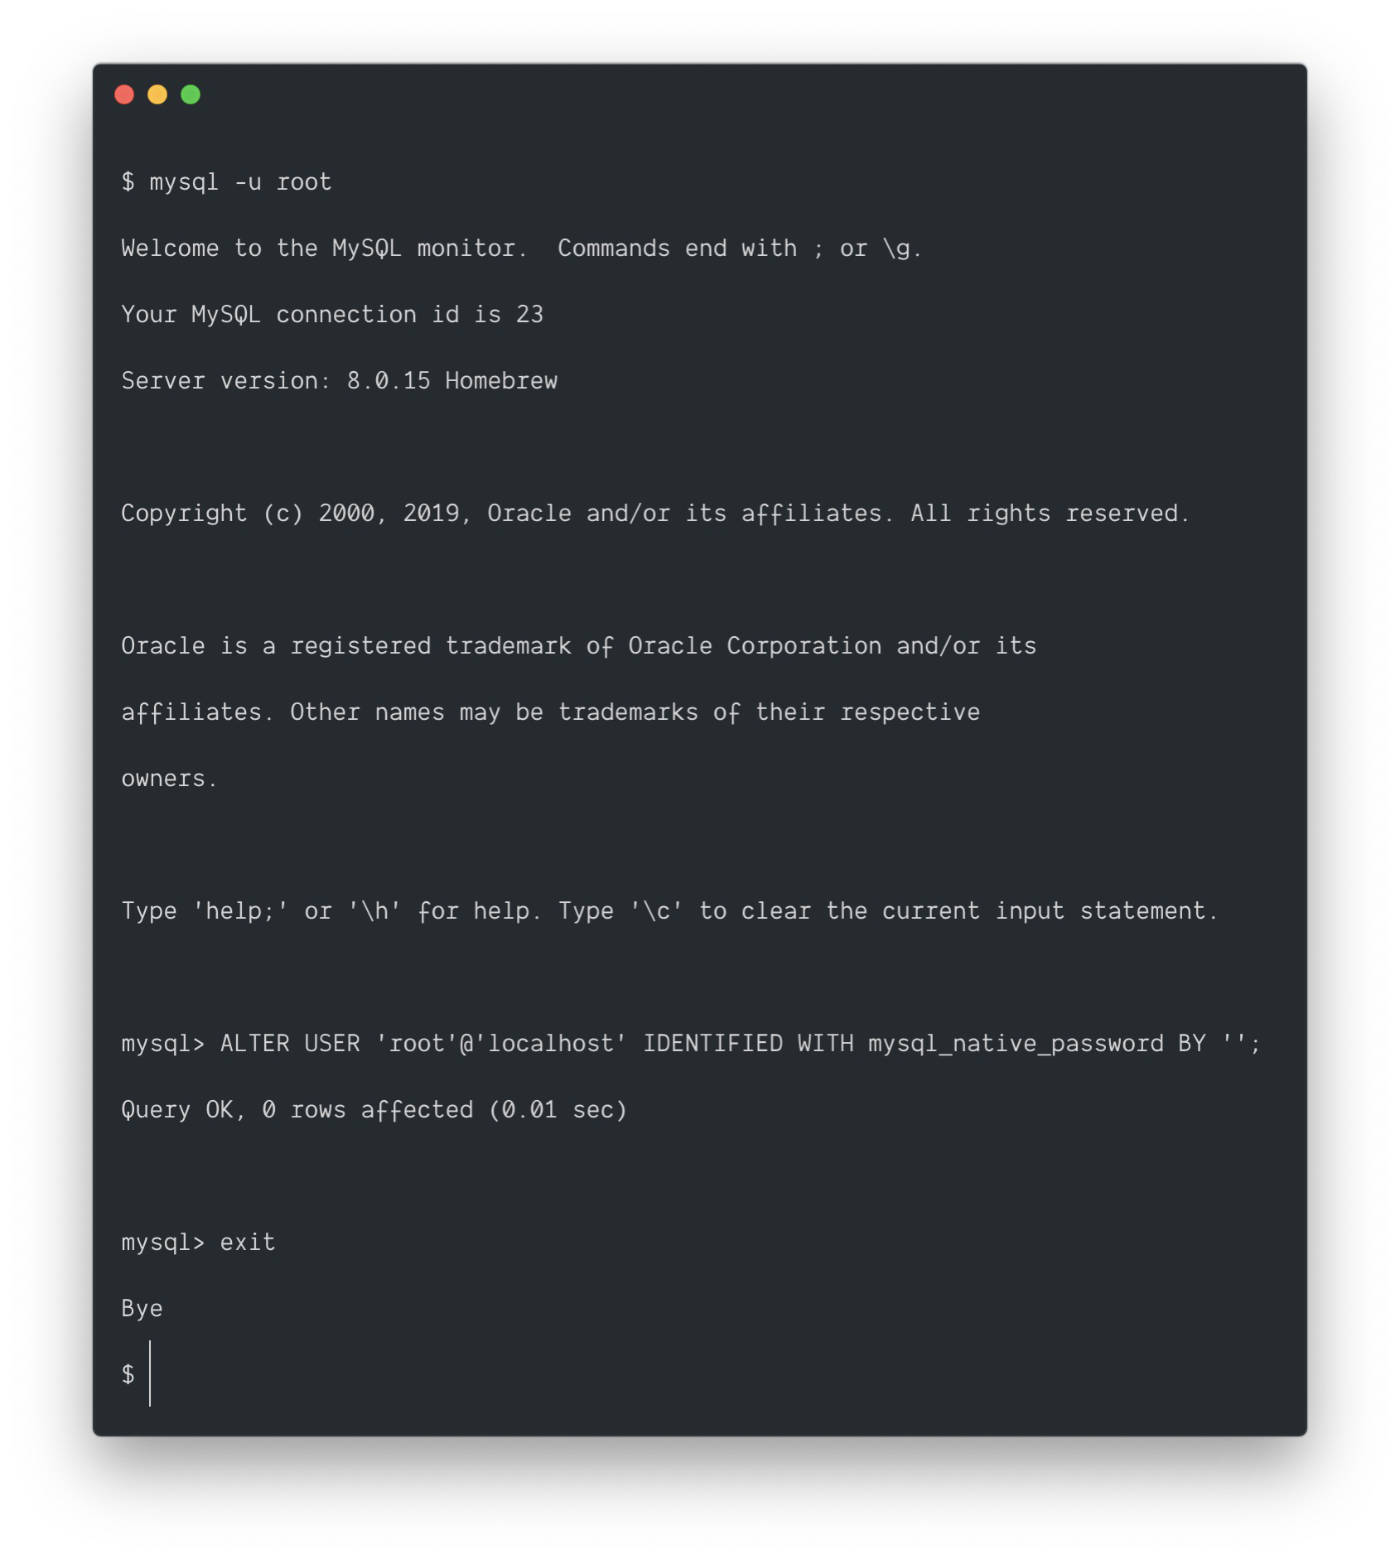 $ mysql -u root
Welcome to the MySQL monitor.  Commands end with ; or \g.
Your MySQL connection id is 23
Server version: 8.0.15 Homebrew
Copyright (c) 2000, 2019, Oracle and/or its affiliates. All rights reserved.
Oracle is a registered trademark of Oracle Corporation and/or its
affiliates. Other names may be trademarks of their respective
owners.
Type 'help;' or '\h' for help. Type '\c' to clear the current input statement.
mysql> ALTER USER 'root'@'localhost' IDENTIFIED WITH mysql_native_password BY '';
Query OK, 0 rows affected (0.01 sec)
mysql> exit
Bye
$